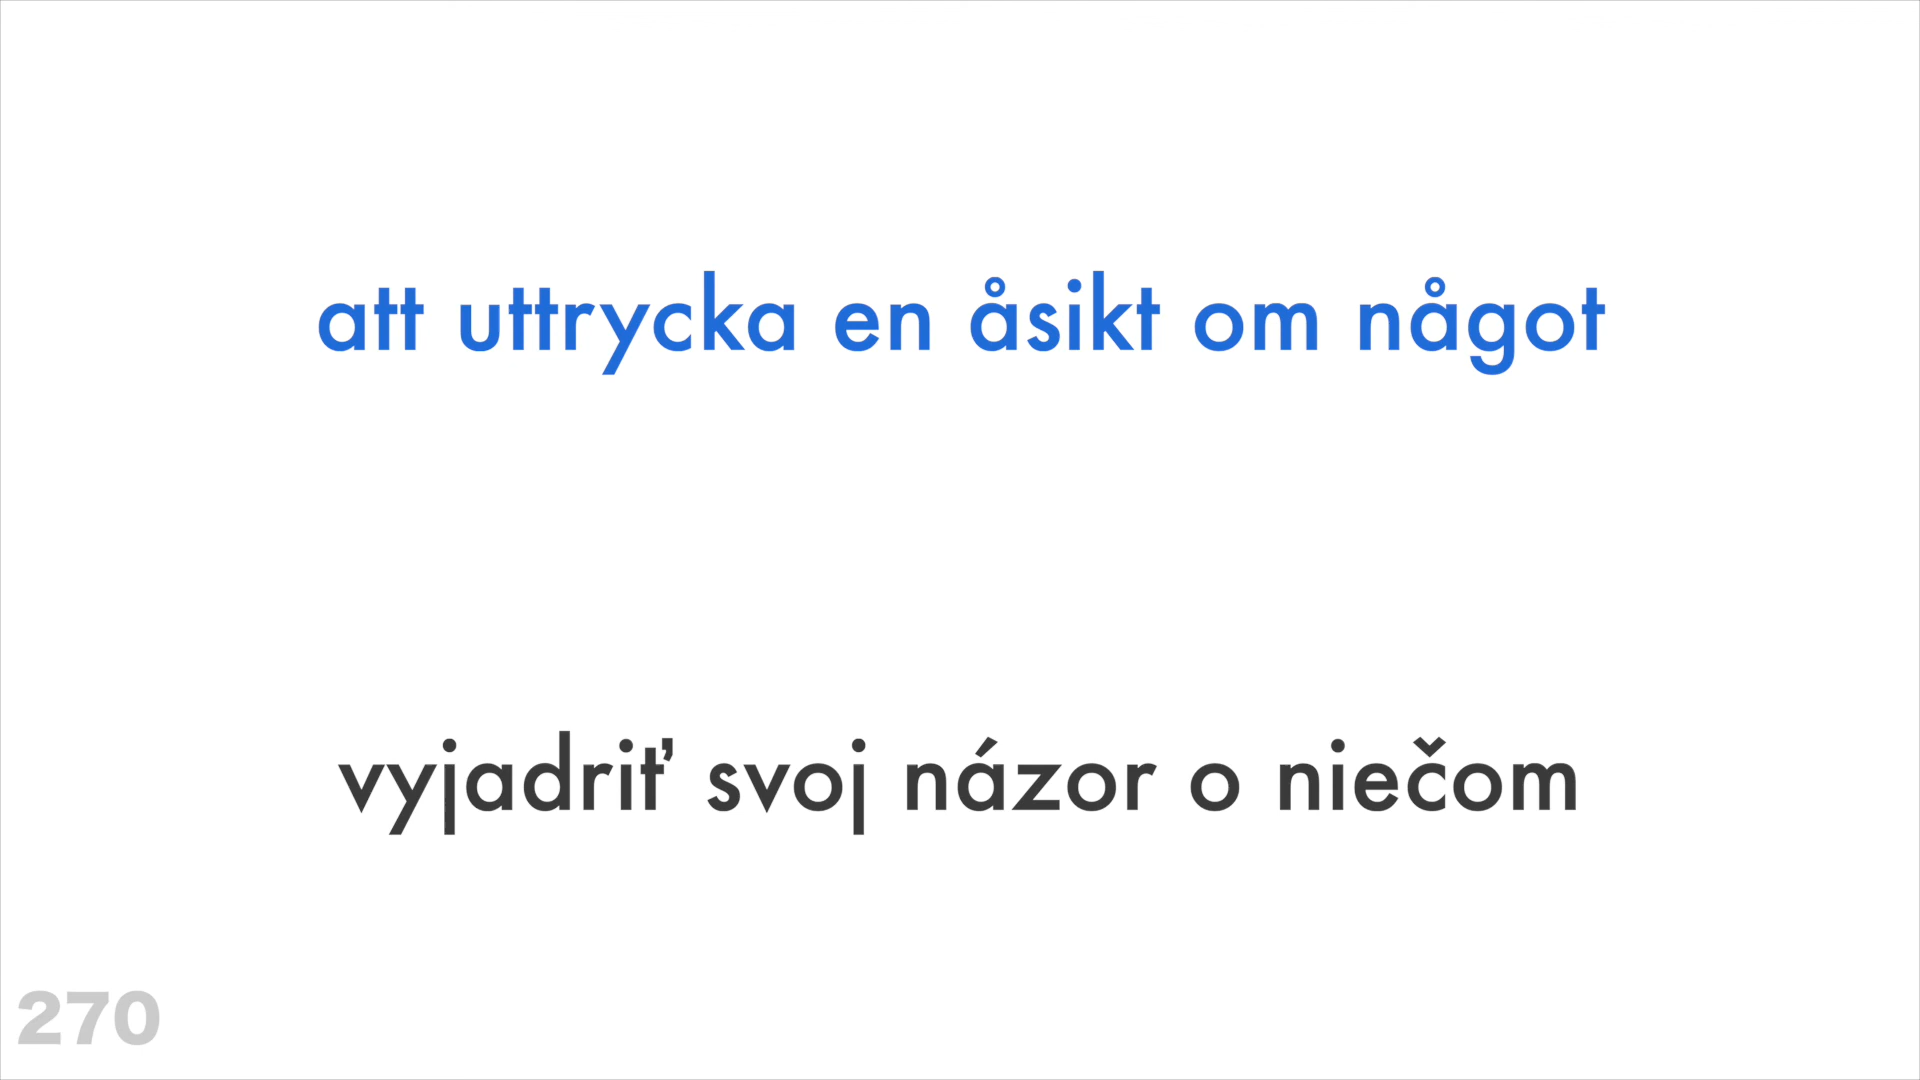 att uttrycka en åsikt om något
vyjadriť svoj názor o niečom
270